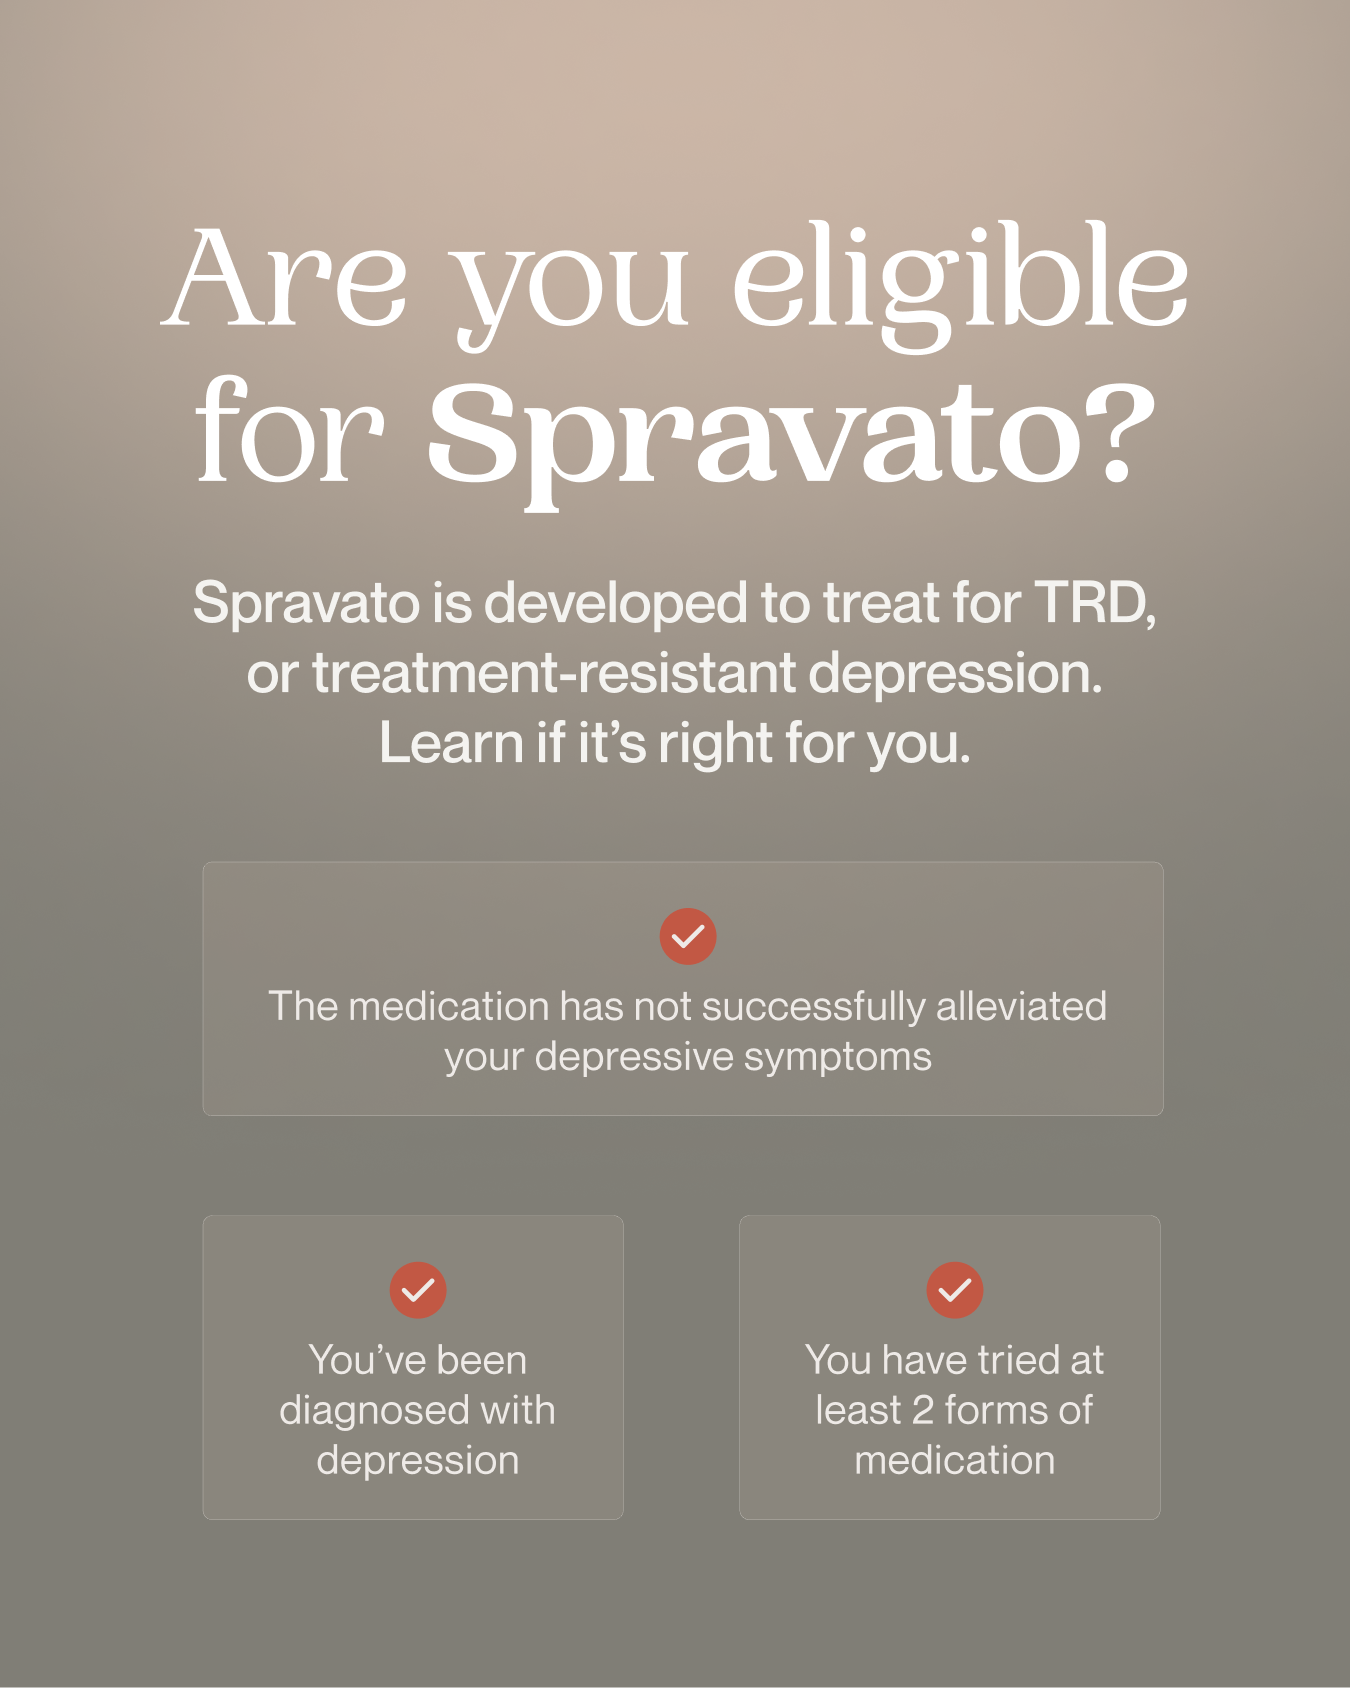 Are you eligible
for Spravato?
Spravato is developed to treat for TRD,
or treatment-resistant depression.
Learn if it’s right for you.
The medication has not successfully alleviated
your depressive symptoms
You’ve been
diagnosed with
depression
You have tried at
least 2 forms of
medication